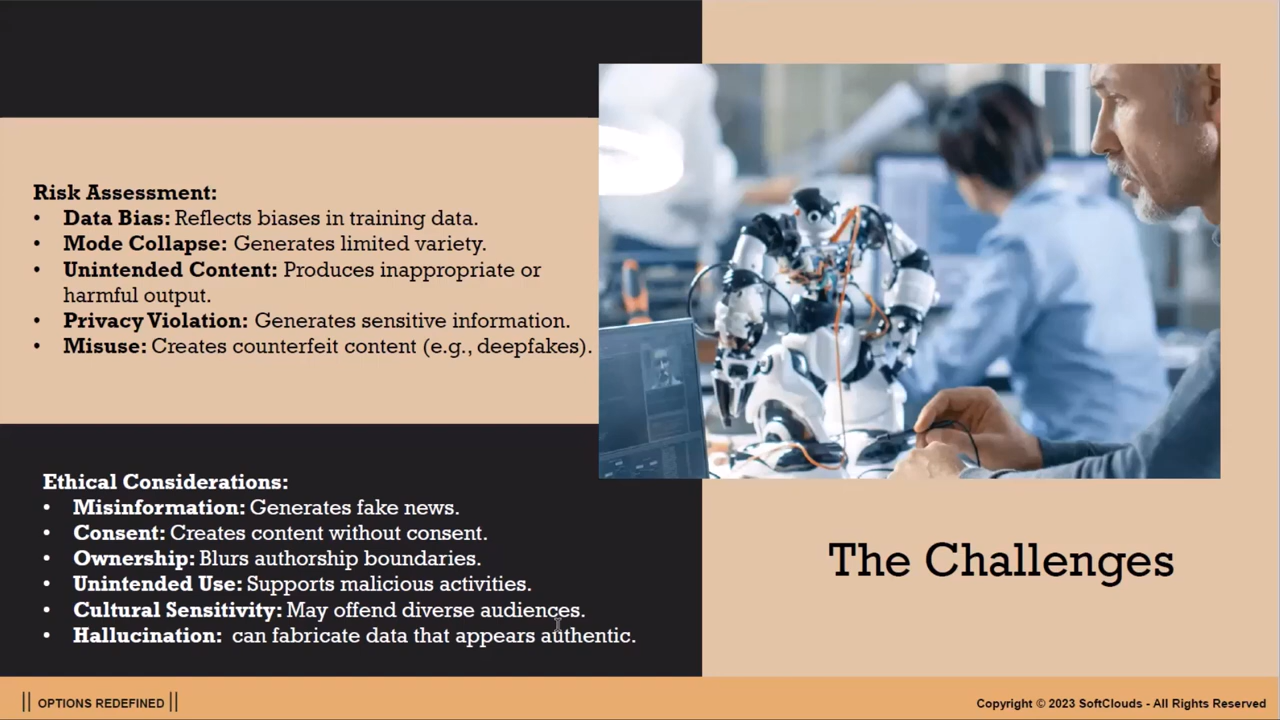 Risk Assessment:
• Data Bias: Reflects biases in training data.
• Mode Collapse: Generates limited variety.
• Unintended Content: Produces inappropriate or
harmful output.
• Privacy Violation: Generates sensitive information.
• Misuse: Creates counterfeit content (e.g., deepfakes).
Ethical Considerations:
• Misinformation: Generates fake news.
• Consent: Creates content without consent.
• Ownership: Blurs authorship boundaries.
• Unintended Use: Supports malicious activities.
• Cultural Sensitivity: May offend diverse audiences.
• Hallucination: can fabricate data that appears authentic.
The Challenges
|| OPTIONS REDEFINED ||
Copyright © 2023 SoftClouds - All Rights Reserved